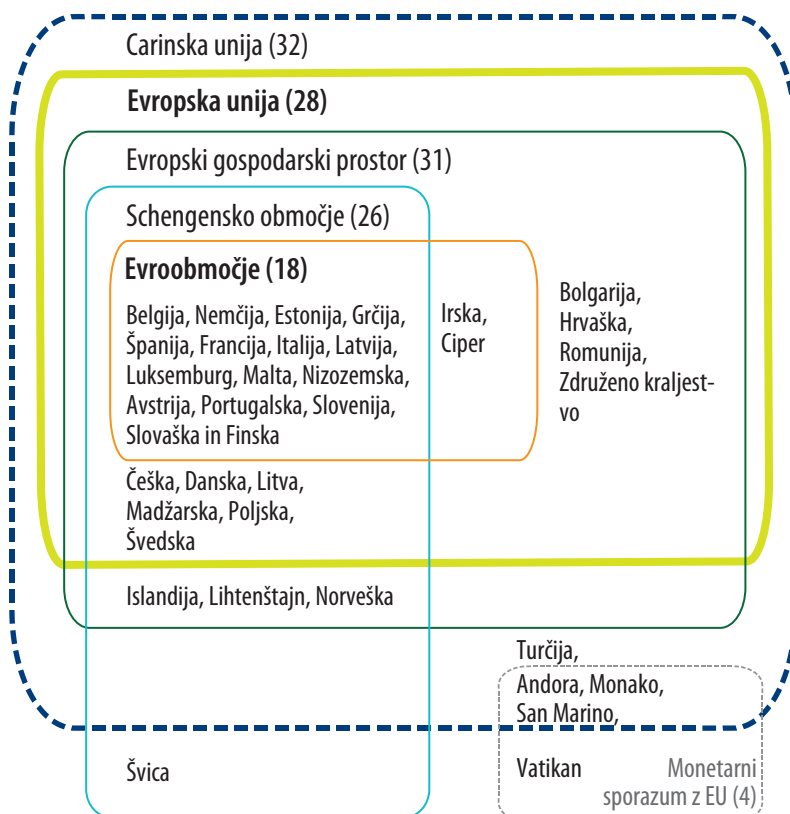 Carinska unija (32)
Evropska unija (28)
Evropski gospodarski prostor (31)
Schengensko območje (26)
Evroobmočje (18)
Belgija, Nemčija, Estonija, Grčija,
Španija, Francija, Italija, Latvija,
Luksemburg, Malta, Nizozemska,
Avstrija, Portugalska, Slovenija,
Slovaška in Finska
Irska,
Ciper
Bolgarija,
Hrvaška,
Romunija,
Združeno kraljest-
vo
Češka, Danska, Litva,
Madžarska, Poljska,
Švedska
Islandija, Lihtenštajn, Norveška
Turčija,
Andora, Monako,
San Marino,
Švica
Vatikan
Monetarni
sporazum z EU (4)